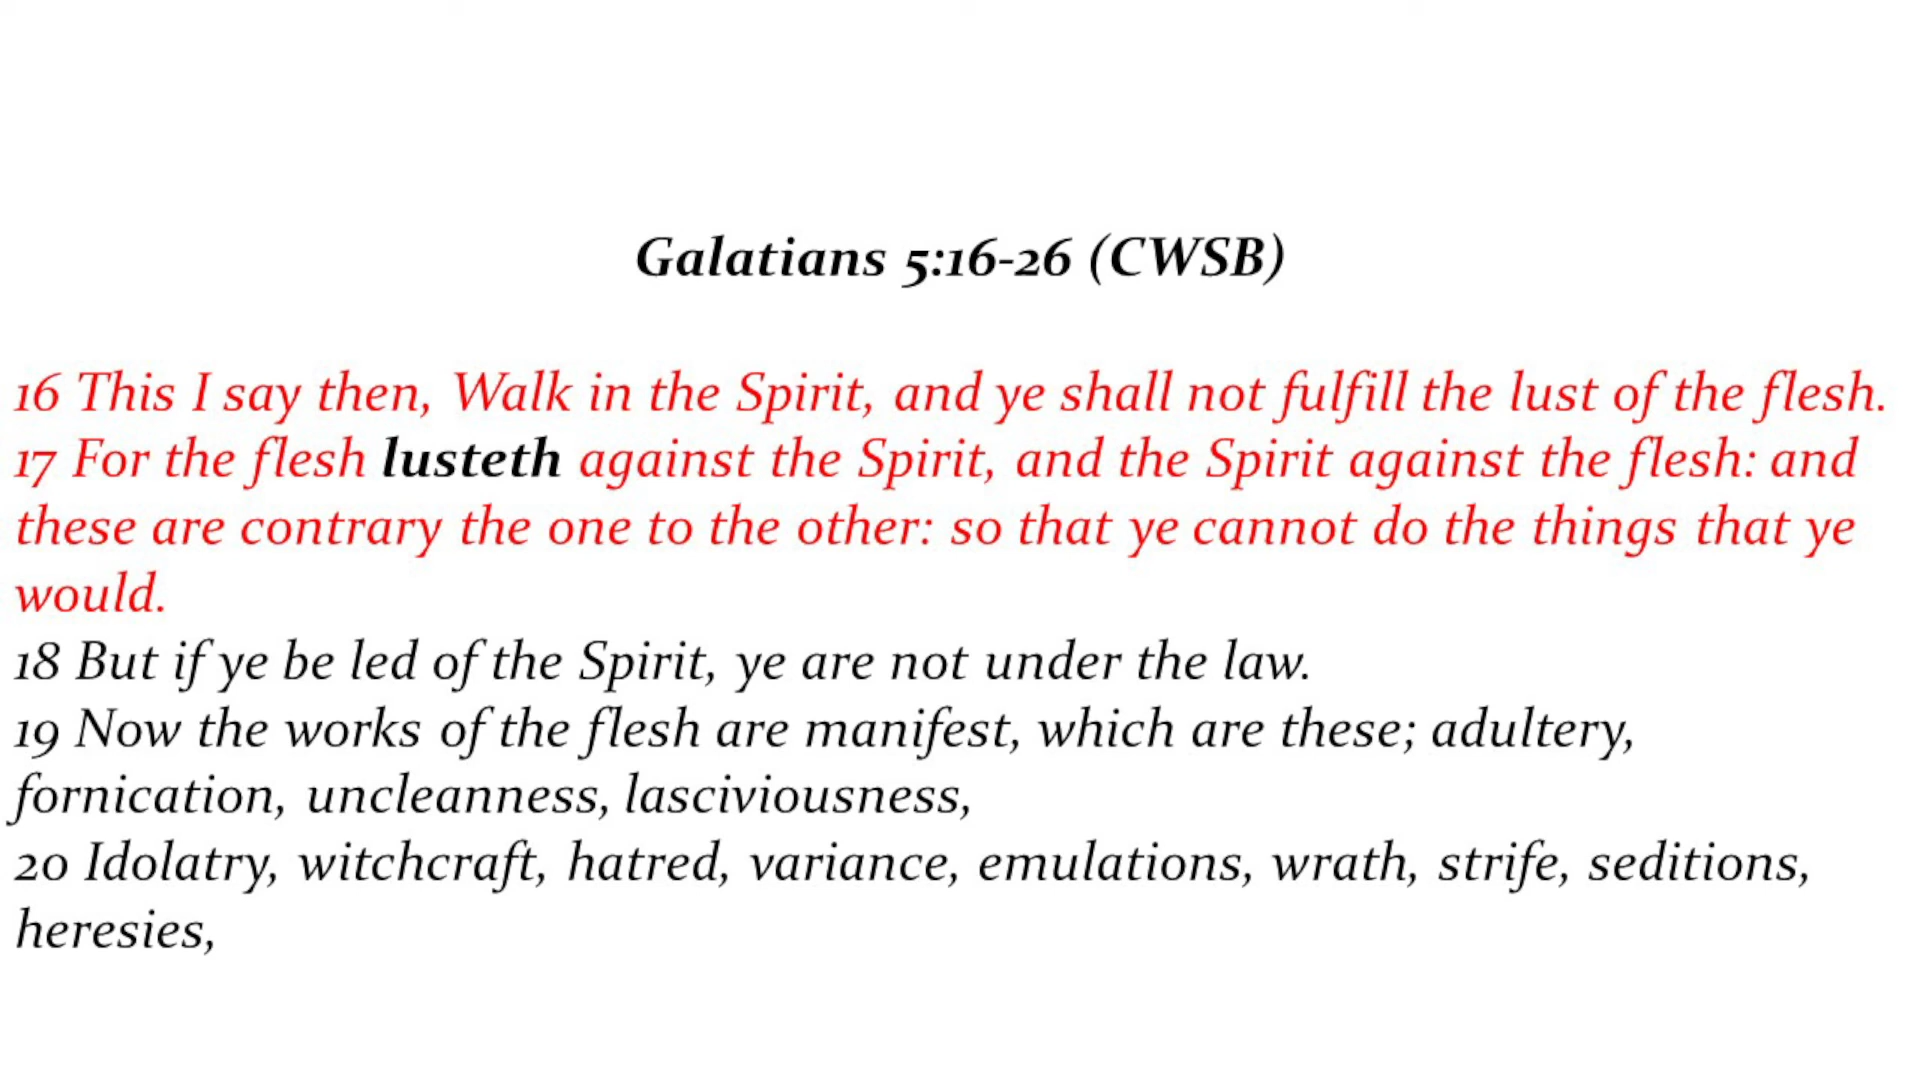 Galatians 5:16-26 (CWSB)
16 This I say then, Walk in the Spirit, and ye shall not fulfill the lust of the flesh.
17 For the flesh lusteth against the Spirit, and the Spirit against the flesh: and
these are contrary the one to the other: so that ye cannot do the things that ye
would.
18 But if ye be led of the Spirit, ye are not under the law.
19 Now the works of the flesh are manifest, which are these; adultery,
fornication, uncleanness, lasciviousness,
20 Idolatry, witchcraft, hatred, variance, emulations, wrath, strife, seditions,
heresies,